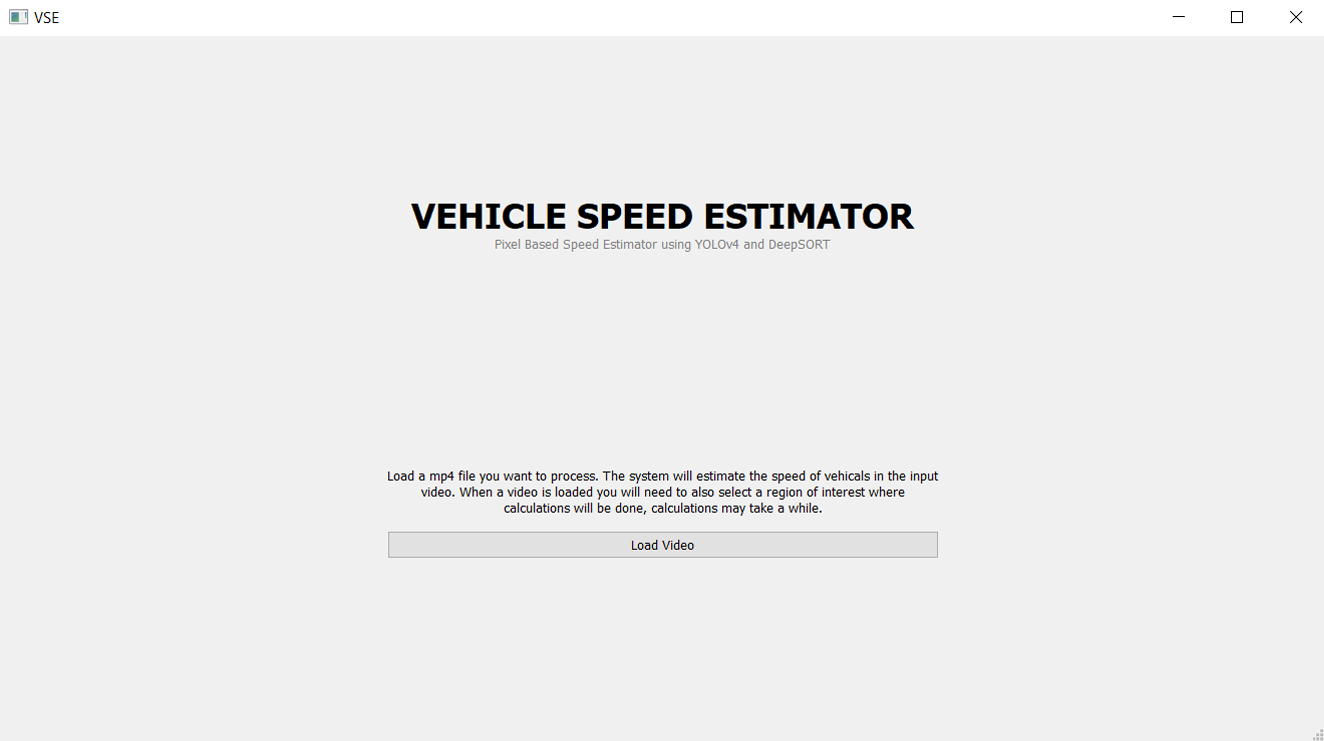 VSE
VEHICLE SPEED ESTIMATOR
Pixel Based Speed Estimator using YOLOv4 and DeepSORT
Load a mp4 file you want to process. The system will estimate the speed of vehicals in the input
video. When a video is loaded you will need to also select a region of interest where
calculations will be done, calculations may take a while.
Load Video